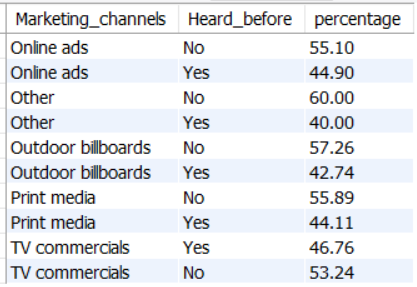 Marketing_channels Heard_before percentage
Online ads No 55.10
Online ads Yes 44.90
Other No 60.00
Other Yes 40.00
Outdoor billboards No 57.26
Outdoor billboards Yes 42.74
Print media No 55.89
Print media Yes 44.11
TV commercials Yes 46.76
TV commercials No 53.24